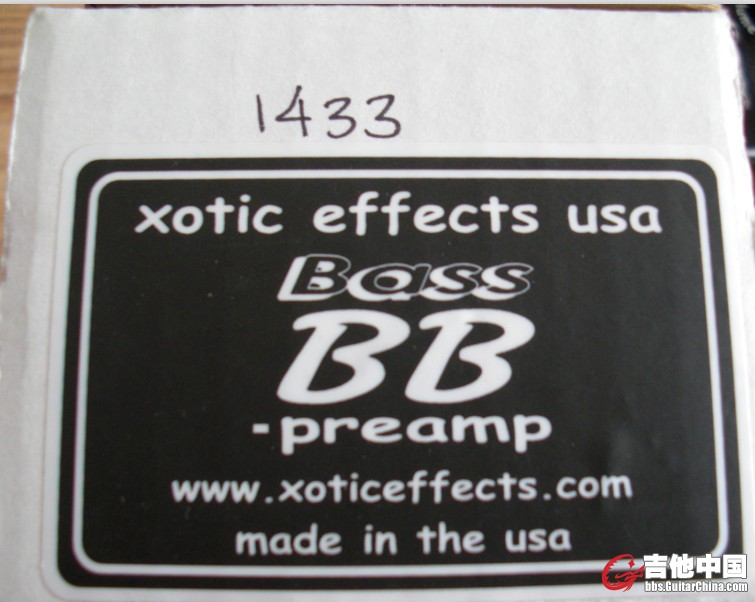 1433
xotic effects usa
Bass
BB
-preamp
www.xoticeffects.com
made in the usa
吉他中国
bbs.GuitarChina.com